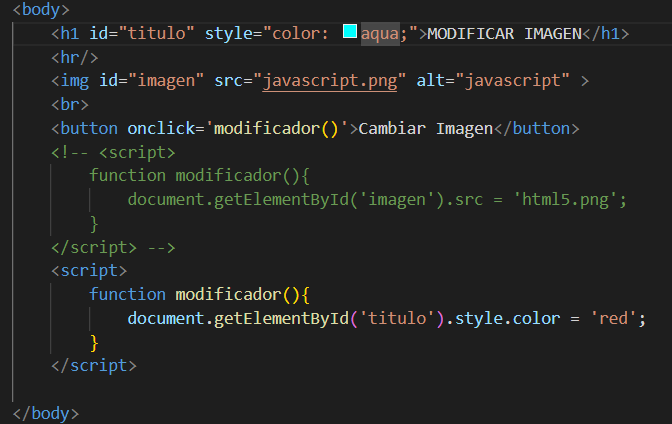 <body>
<h1 id="titulo" style="color: aqua;">MODIFICAR IMAGEN</h1>
<hr/>
<img id="imagen" src="javascript.png" alt="javascript" >
<br>
<button onclick='modificador()'>Cambiar Imagen</button>
<!-- <script>
function modificador(){
document.getElementById('imagen').src = 'html5.png';
}
</script> -->
<script>
function modificador(){
document.getElementById('titulo').style.color = 'red';
}
</script>
</body>